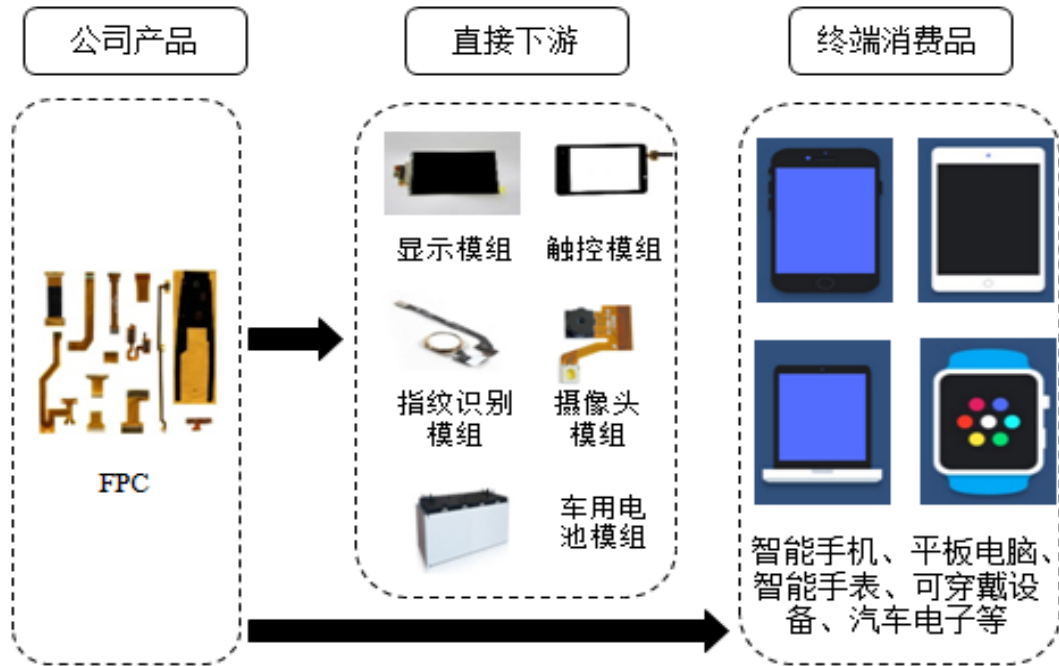 公司产品
直接下游
终端消费品
FPC
显示模组
触控模组
指纹识别
模组
摄像头
模组
车用电
池模组
智能手机、平板电脑、
智能手表、可穿戴设
备、汽车电子等